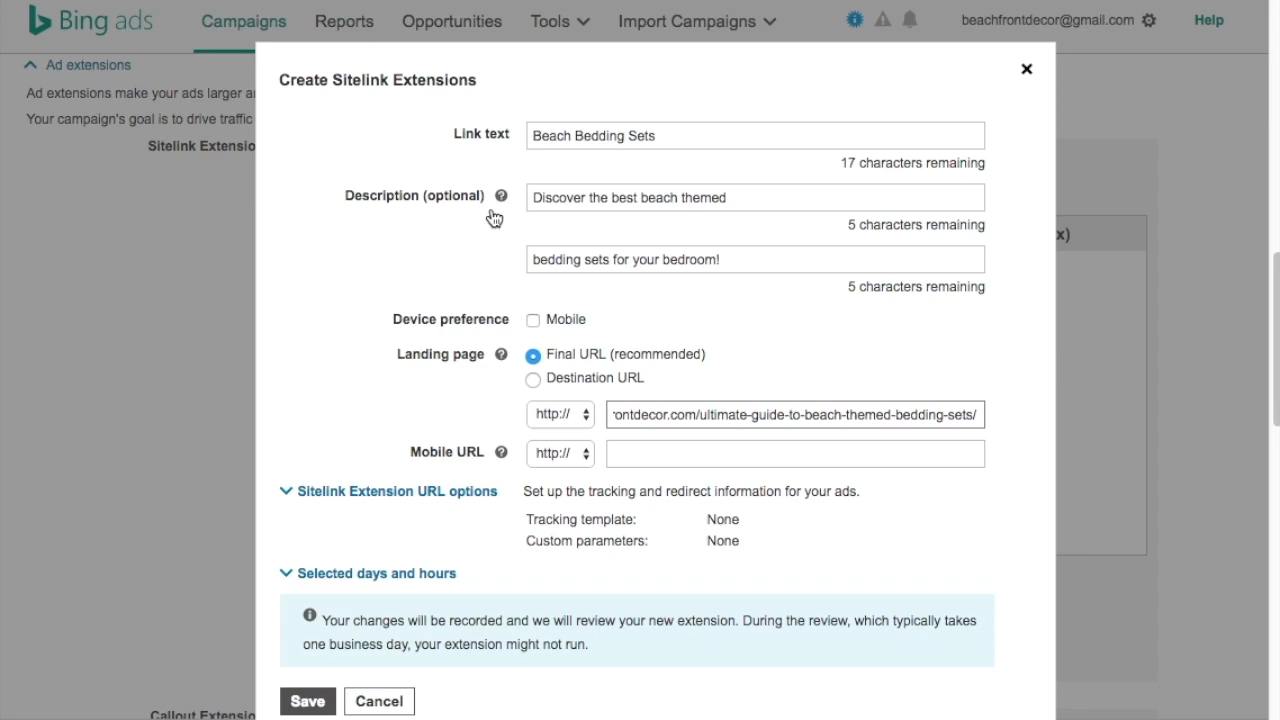 Bing ads Campaigns Reports Opportunities Tools Import Campaigns beachfrontdecor@gmail.com Help
Ad extensions
Ad extensions make your ads larger a
Your campaign's goal is to drive traffic
Sitelink Extensio
x)
Callout Extensio
Create Sitelink Extensions
Link text Beach Bedding Sets
17 characters remaining
Description (optional) Discover the best beach themed
5 characters remaining
bedding sets for your bedroom!
5 characters remaining
Device preference Mobile
Landing page Final URL (recommended)
Destination URL
http:// ontdecor.com/ultimate-guide-to-beach-themed-bedding-sets/
Mobile URL http://
Sitelink Extension URL options Set up the tracking and redirect information for your ads.
Tracking template: None
Custom parameters: None
Selected days and hours
Your changes will be recorded and we will review your new extension. During the review, which typically takes
one business day, your extension might not run.
Save Cancel